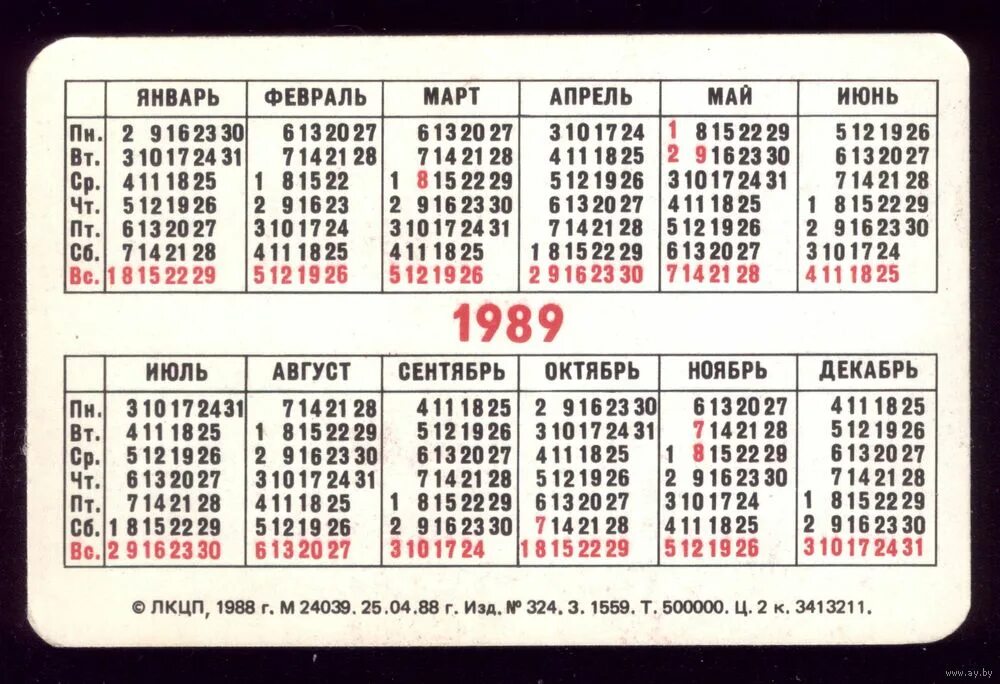 ЯНВАРЬ ФЕВРАЛЬ МАРТ АПРЕЛЬ МАЙ ИЮНЬ
Пн. 2 9 16 23 30 6 13 20 27 6 13 20 27 3 10 17 24 1 8 15 22 29 5 12 19 26
Вт. 3 10 17 24 31 7 14 21 28 7 14 21 28 4 11 18 25 2 9 16 23 30 6 13 20 27
Ср. 4 11 18 25 1 8 15 22 1 8 15 22 29 5 12 19 26 3 10 17 24 31 7 14 21 28
Чт. 5 12 19 26 2 9 16 23 2 9 16 23 30 6 13 20 27 4 11 18 25 1 8 15 22 29
Пт. 6 13 20 27 3 10 17 24 3 10 17 24 31 7 14 21 28 5 12 19 26 2 9 16 23 30
Сб. 7 14 21 28 4 11 18 25 4 11 18 25 1 8 15 22 29 6 13 20 27 3 10 17 24
Вс. 1 8 15 22 29 5 12 19 26 5 12 19 26 2 9 16 23 30 7 14 21 28 4 11 18 25
1989
ИЮЛЬ АВГУСТ СЕНТЯБРЬ ОКТЯБРЬ НОЯБРЬ ДЕКАБРЬ
Пн. 3 10 17 24 31 7 14 21 28 4 11 18 25 2 9 16 23 30 6 13 20 27 4 11 18 25
Вт. 4 11 18 25 1 8 15 22 29 5 12 19 26 3 10 17 24 31 7 14 21 28 5 12 19 26
Ср. 5 12 19 26 2 9 16 23 30 6 13 20 27 4 11 18 25 1 8 15 22 29 6 13 20 27
Чт. 6 13 20 27 3 10 17 24 31 7 14 21 28 5 12 19 26 2 9 16 23 30 7 14 21 28
Пт. 7 14 21 28 4 11 18 25 1 8 15 22 29 6 13 20 27 3 10 17 24 1 8 15 22 29
Сб. 1 8 15 22 29 5 12 19 26 2 9 16 23 30 7 14 21 28 4 11 18 25 2 9 16 23 30
Вс. 2 9 16 23 30 6 13 20 27 3 10 17 24 1 8 15 22 29 5 12 19 26 3 10 17 24 31
© ЛКЦП, 1988 г. М 24039. 25.04.88 г. Изд. № 324. З. 1559. Т. 500000. Ц. 2 к. 3413211.
www.ay.by